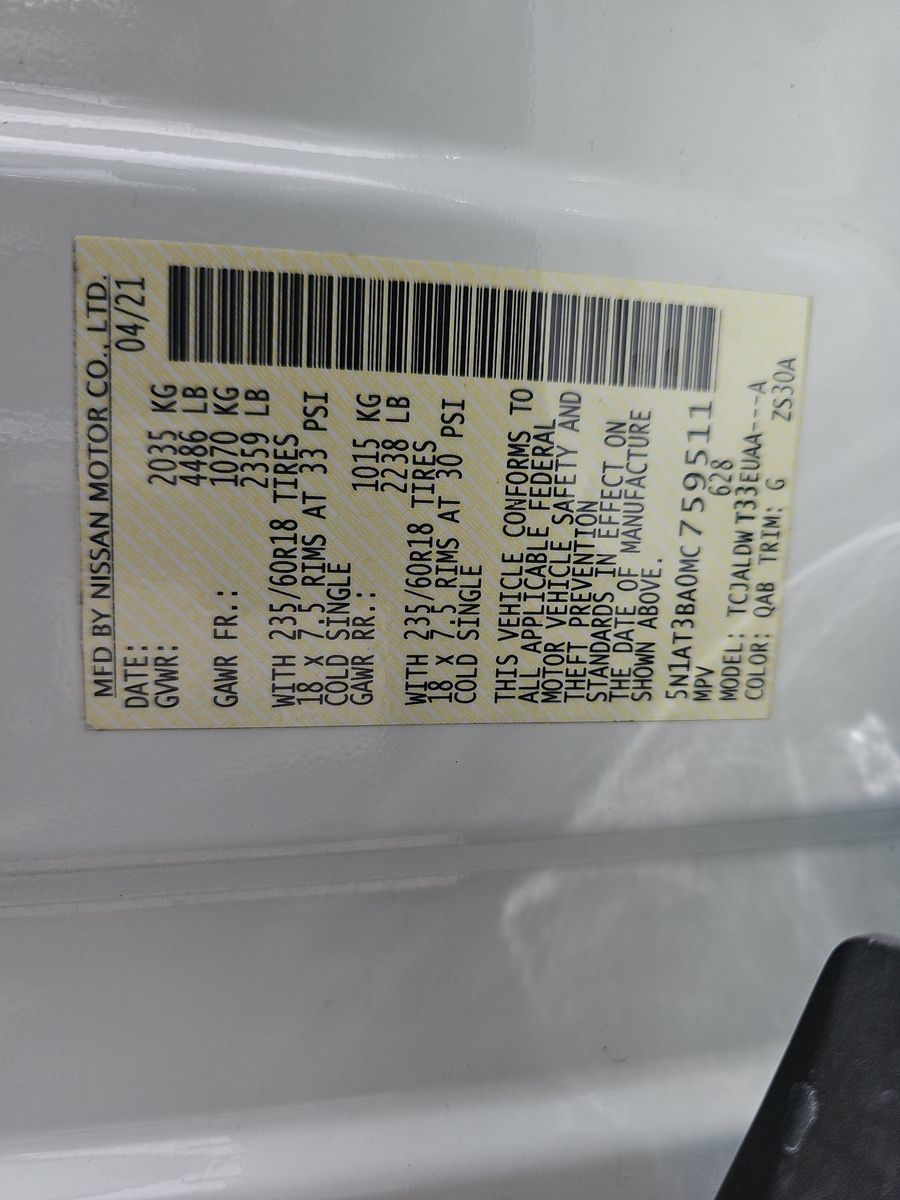 MFD BY NISSAN MOTOR CO., LTD.
DATE: 04/21
GVWR: 2035 KG
4486 LB
GAWR FR.: 1070 KG
2359 LB
WITH 235/60R18 TIRES
18 X 7.5 RIMS AT 33 PSI
COLD SINGLE
GAWR RR.: 1015 KG
2238 LB
WITH 235/60R18 TIRES
18 X 7.5 RIMS AT 30 PSI
COLD SINGLE
THIS VEHICLE CONFORMS TO
ALL APPLICABLE FEDERAL
MOTOR VEHICLE SAFETY AND
THEFT PREVENTION
STANDARDS IN EFFECT ON
THE DATE OF MANUFACTURE
SHOWN ABOVE.
5N1AT3BA0MC759511
MPV 628
MODEL: TCJALDWT33EUAA---A
COLOR: QAB TRIM: G ZS30A